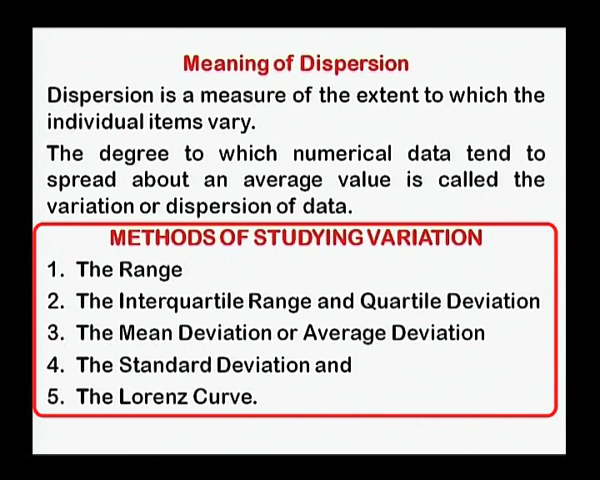 Meaning of Dispersion
Dispersion is a measure of the extent to which the
individual items vary.
The degree to which numerical data tend to
spread about an average value is called the
variation or dispersion of data.
METHODS OF STUDYING VARIATION
1. The Range
2. The Interquartile Range and Quartile Deviation
3. The Mean Deviation or Average Deviation
4. The Standard Deviation and
5. The Lorenz Curve.